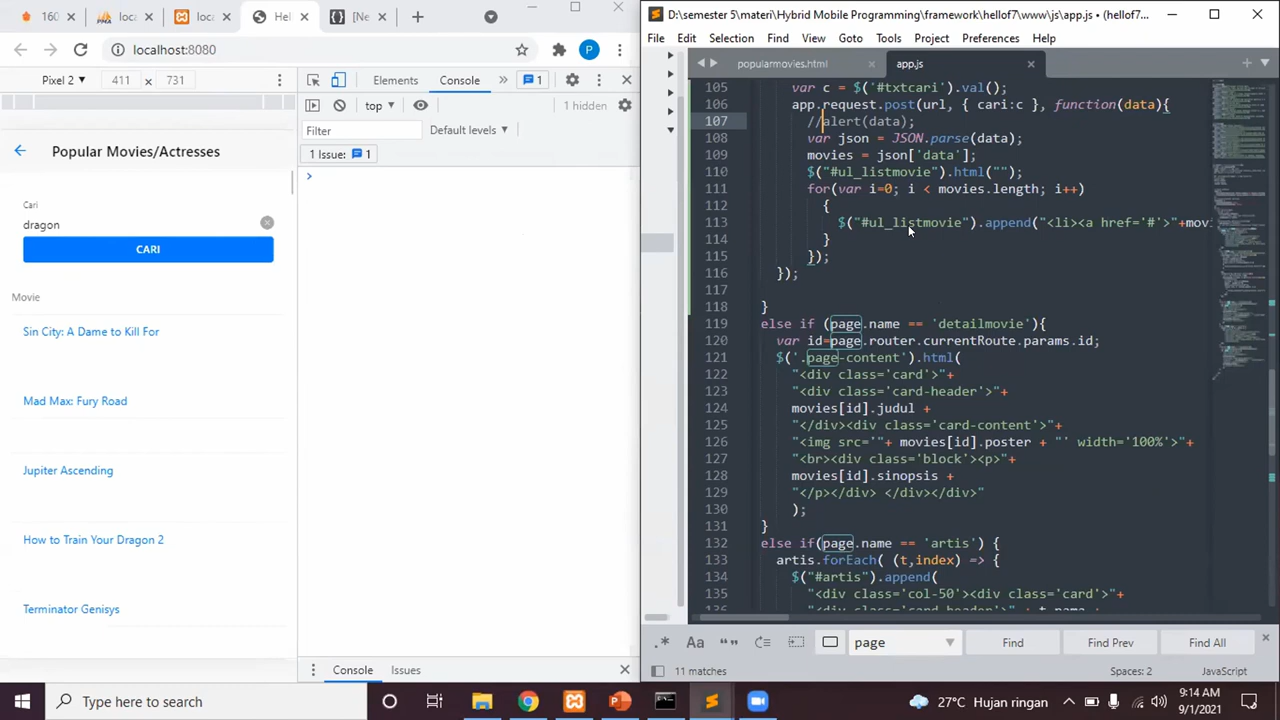 160
loca
loca
Hel
[Ne
D:\semester 5\materi\Hybrid Mobile Programming\framework\hellof7\www\js\app.js • (hellof7...
localhost:8080
P
File Edit Selection Find View Goto Tools Project Preferences Help
Pixel 2 411 x 731
Elements Console » 1
popularmovies.html
app.js
top
1 hidden
Filter
Default levels
1 Issue: 1
Popular Movies/Actresses
Cari
dragon
CARI
Movie
Sin City: A Dame to Kill For
Mad Max: Fury Road
Jupiter Ascending
How to Train Your Dragon 2
Terminator Genisys
105 var c = $('#txtcari').val();
106 app.request.post(url, { cari:c }, function(data){
107 //alert(data);
108 var json = JSON.parse(data);
109 movies = json['data'];
110 $("#ul_listmovie").html("");
111 for(var i=0; i < movies.length; i++)
112 {
113 $("#ul_listmovie").append("<li><a href='#'>"+movi
114 }
115 });
116 });
117
118 }
119 else if (page.name == 'detailmovie'){
120 var id=page.router.currentRoute.params.id;
121 $('.page-content').html(
122 "<div class='card'>"+
123 "<div class='card-header'>"+
124 movies[id].judul +
125 "</div><div class='card-content'>"+
126 "<img src='"+ movies[id].poster + "' width='100%'>"+
127 "<br><div class='block'><p>"+
128 movies[id].sinopsis +
129 "</p></div> </div></div>"
130 );
131 }
132 else if(page.name == 'artis') {
133 artis.forEach( (t,index) => {
134 $("#artis").append(
135 "<div class='col-50'><div class='card'>"+
.* Aa “” page Find Find Prev Find All
Console Issues
11 matches
Spaces: 2
JavaScript
Type here to search
27°C Hujan ringan
9:14 AM
9/1/2021